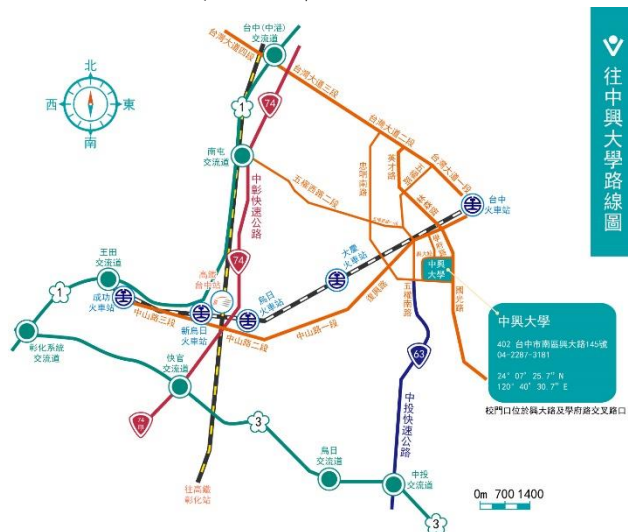 往中興大學路線圖
北
西
東
南
台灣大道四段
台中(中港)
交流道
台灣大道三段
台灣大道二段
台灣大道一段
1
74
南屯
交流道
中彰快速公路
五權西路二段
忠明南路
英才路
五權路
台中
火車站
大慶
火車站
中興
大學
王田
交流道
74
高鐵
台中站
1
成功
火車站
烏日
火車站
新烏日
火車站
中山路三段
中山路二段
中山路一段
復興路
五權南路
國光路
彰化系統
交流道
快官
交流道
63
中投快速公路
74
3
烏日
交流道
中投
交流道
3
往高鐵
彰化站
中興大學
402 台中市南區興大路145號
04-2287-3181
24° 07' 25.7" N
120° 40' 30.7" E
校門口位於興大路及學府路交叉路口
0m 700 1400